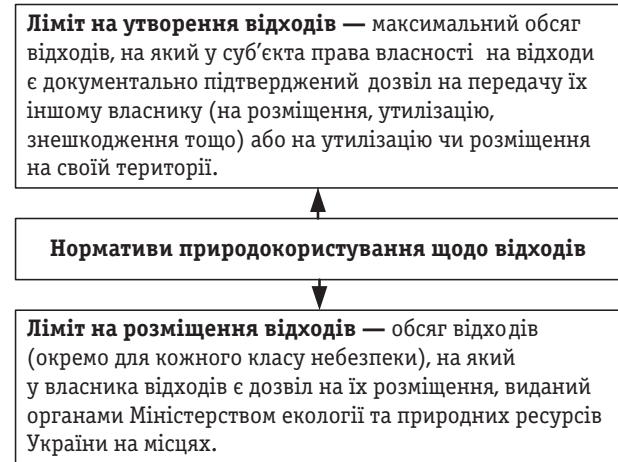 Ліміт на утворення відходів — максимальний обсяг
відходів, на який у суб’єкта права власності на відходи
є документально підтверджений дозвіл на передачу їх
іншому власнику (на розміщення, утилізацію,
знешкодження тощо) або на утилізацію чи розміщення
на своїй території.
Нормативи природокористування щодо відходів
Ліміт на розміщення відходів — обсяг відходів
(окремо для кожного класу небезпеки), на який
у власника відходів є дозвіл на їх розміщення, виданий
органами Міністерством екології та природних ресурсів
України на місцях.